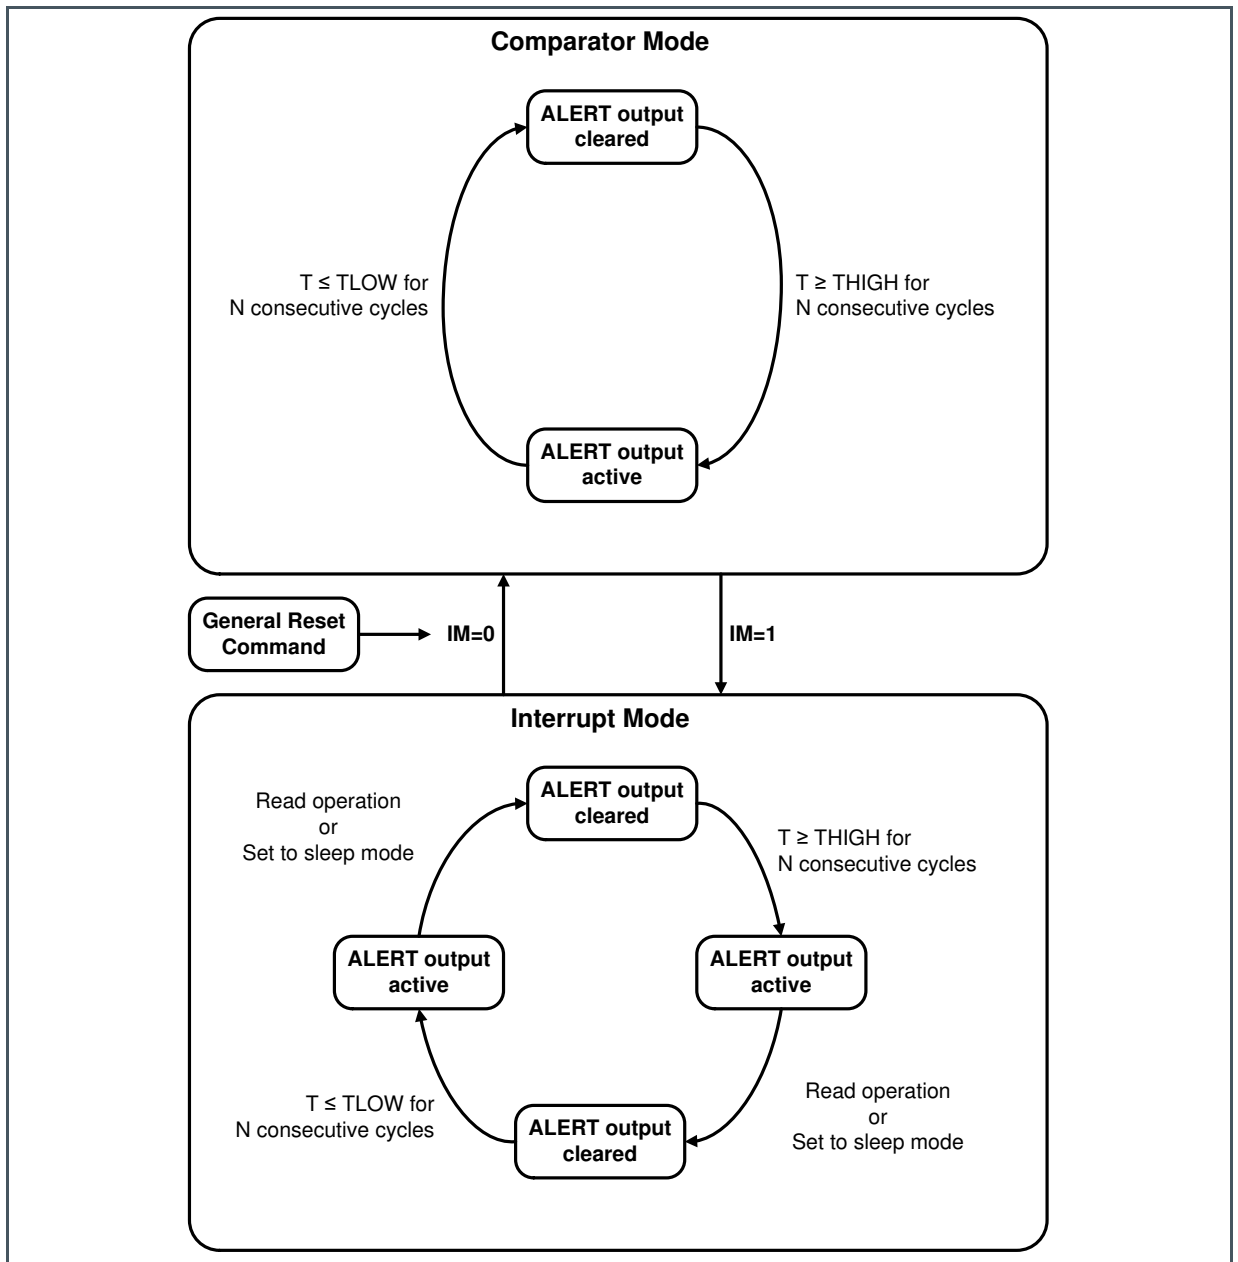 Comparator Mode
ALERT output
cleared
T ≤ TLOW for
N consecutive cycles
T ≥ THIGH for
N consecutive cycles
ALERT output
active
General Reset
Command
IM=0
IM=1
Interrupt Mode
ALERT output
cleared
Read operation
or
Set to sleep mode
T ≥ THIGH for
N consecutive cycles
ALERT output
active
ALERT output
active
T ≤ TLOW for
N consecutive cycles
Read operation
or
Set to sleep mode
ALERT output
cleared